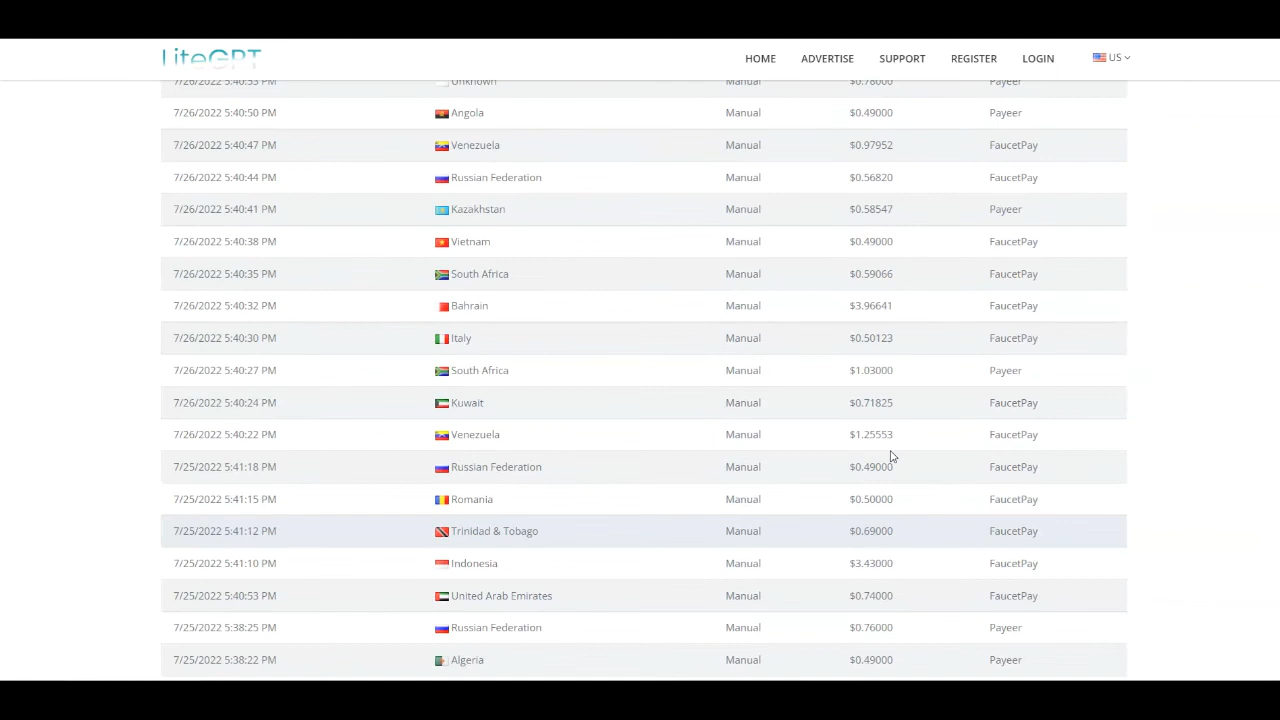 LiteGPT HOME ADVERTISE SUPPORT REGISTER LOGIN US
7/26/2022 5:40:53 PM Unknown Manual $0.78000 Payeer
7/26/2022 5:40:50 PM Angola Manual $0.49000 Payeer
7/26/2022 5:40:47 PM Venezuela Manual $0.97952 FaucetPay
7/26/2022 5:40:44 PM Russian Federation Manual $0.56820 FaucetPay
7/26/2022 5:40:41 PM Kazakhstan Manual $0.58547 Payeer
7/26/2022 5:40:38 PM Vietnam Manual $0.49000 FaucetPay
7/26/2022 5:40:35 PM South Africa Manual $0.59066 FaucetPay
7/26/2022 5:40:32 PM Bahrain Manual $3.96641 FaucetPay
7/26/2022 5:40:30 PM Italy Manual $0.50123 FaucetPay
7/26/2022 5:40:27 PM South Africa Manual $1.03000 Payeer
7/26/2022 5:40:24 PM Kuwait Manual $0.71825 FaucetPay
7/26/2022 5:40:22 PM Venezuela Manual $1.25553 FaucetPay
7/25/2022 5:41:18 PM Russian Federation Manual $0.49000 FaucetPay
7/25/2022 5:41:15 PM Romania Manual $0.50000 FaucetPay
7/25/2022 5:41:12 PM Trinidad & Tobago Manual $0.69000 FaucetPay
7/25/2022 5:41:10 PM Indonesia Manual $3.43000 FaucetPay
7/25/2022 5:40:53 PM United Arab Emirates Manual $0.74000 FaucetPay
7/25/2022 5:38:25 PM Russian Federation Manual $0.76000 Payeer
7/25/2022 5:38:22 PM Algeria Manual $0.49000 Payeer